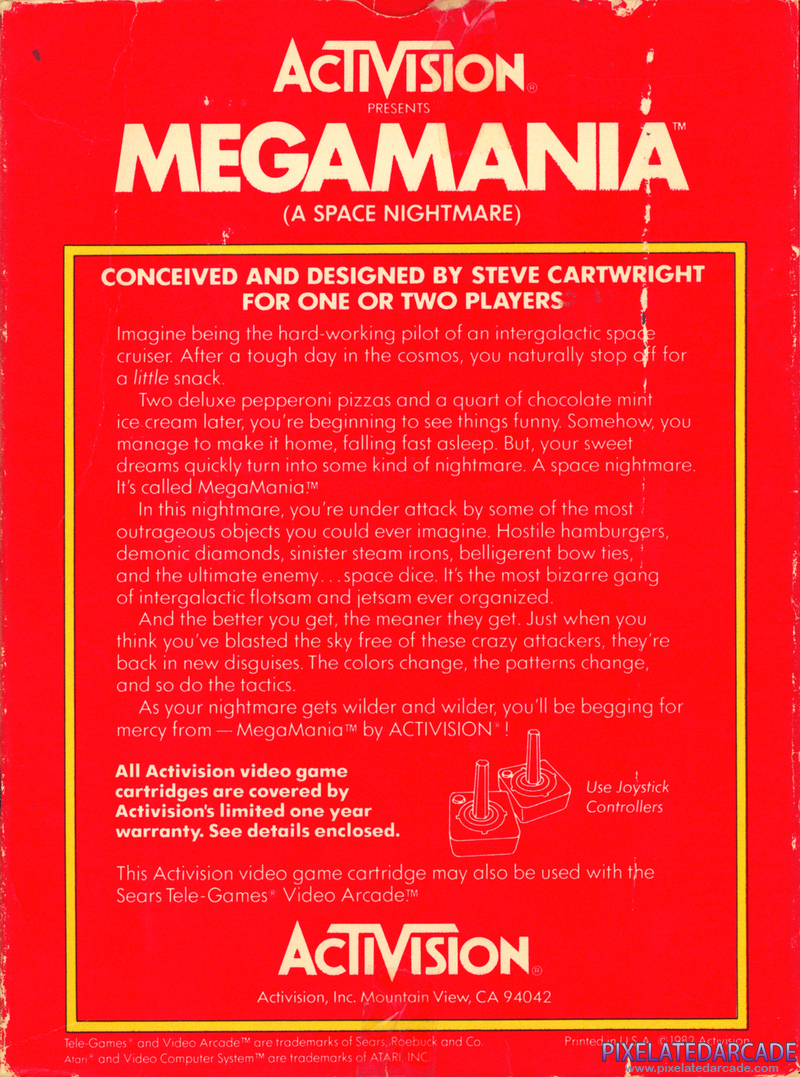 ACTIVISION®
PRESENTS
MEGAMANIA™
(A SPACE NIGHTMARE)
CONCEIVED AND DESIGNED BY STEVE CARTWRIGHT
FOR ONE OR TWO PLAYERS
Imagine being the hard-working pilot of an intergalactic space
cruiser. After a tough day in the cosmos, you naturally stop off for
a little snack.
Two deluxe pepperoni pizzas and a quart of chocolate mint
ice cream later, you're beginning to see things funny. Somehow, you
manage to make it home, falling fast asleep. But, your sweet
dreams quickly turn into some kind of nightmare. A space nightmare.
It's called MegaMania.™
In this nightmare, you're under attack by some of the most
outrageous objects you could ever imagine. Hostile hamburgers,
demonic diamonds, sinister steam irons, belligerent bow ties,
and the ultimate enemy...space dice. It's the most bizarre gang
of intergalactic flotsam and jetsam ever organized.
And the better you get, the meaner they get. Just when you
think you've blasted the sky free of these crazy attackers, they're
back in new disguises. The colors change, the patterns change,
and so do the tactics.
As your nightmare gets wilder and wilder, you'll be begging for
mercy from — MegaMania™ by ACTIVISION®!
All Activision video game
cartridges are covered by
Activision's limited one year
warranty. See details enclosed.
Use Joystick
Controllers
This Activision video game cartridge may also be used with the
Sears Tele-Games® Video Arcade.™
ACTIVISION®
Activision, Inc. Mountain View, CA 94042
Tele-Games® and Video Arcade™ are trademarks of Sears, Roebuck and Co.
Atari® and Video Computer System™ are trademarks of ATARI, INC.
Printed in U.S.A. © 1982 Activision
PIXELATEDARCADE
www.pixelatedarcade.com